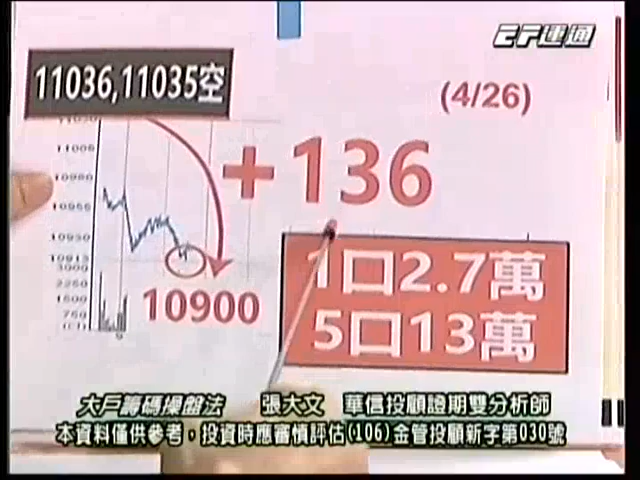 EF運通
11036,11035空
(4/26)
+136
11005
10980
10955
10930
3000
2250
1500
750
10900
1口2.7萬
5口13萬
大戶籌碼操盤法 張大文 華信投顧證期雙分析師
本資料僅供參考，投資時應審慎評估(106)金管投顧新字第030號